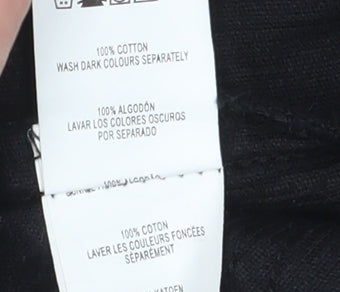 100% COTTON
WASH DARK COLOURS SEPARATELY
100% ALGODÓN
LAVAR LOS COLORES OSCUROS
POR SEPARADO
100% COTON
LAVER LES COULEURS FONCÉES
SÉPARÉMENT